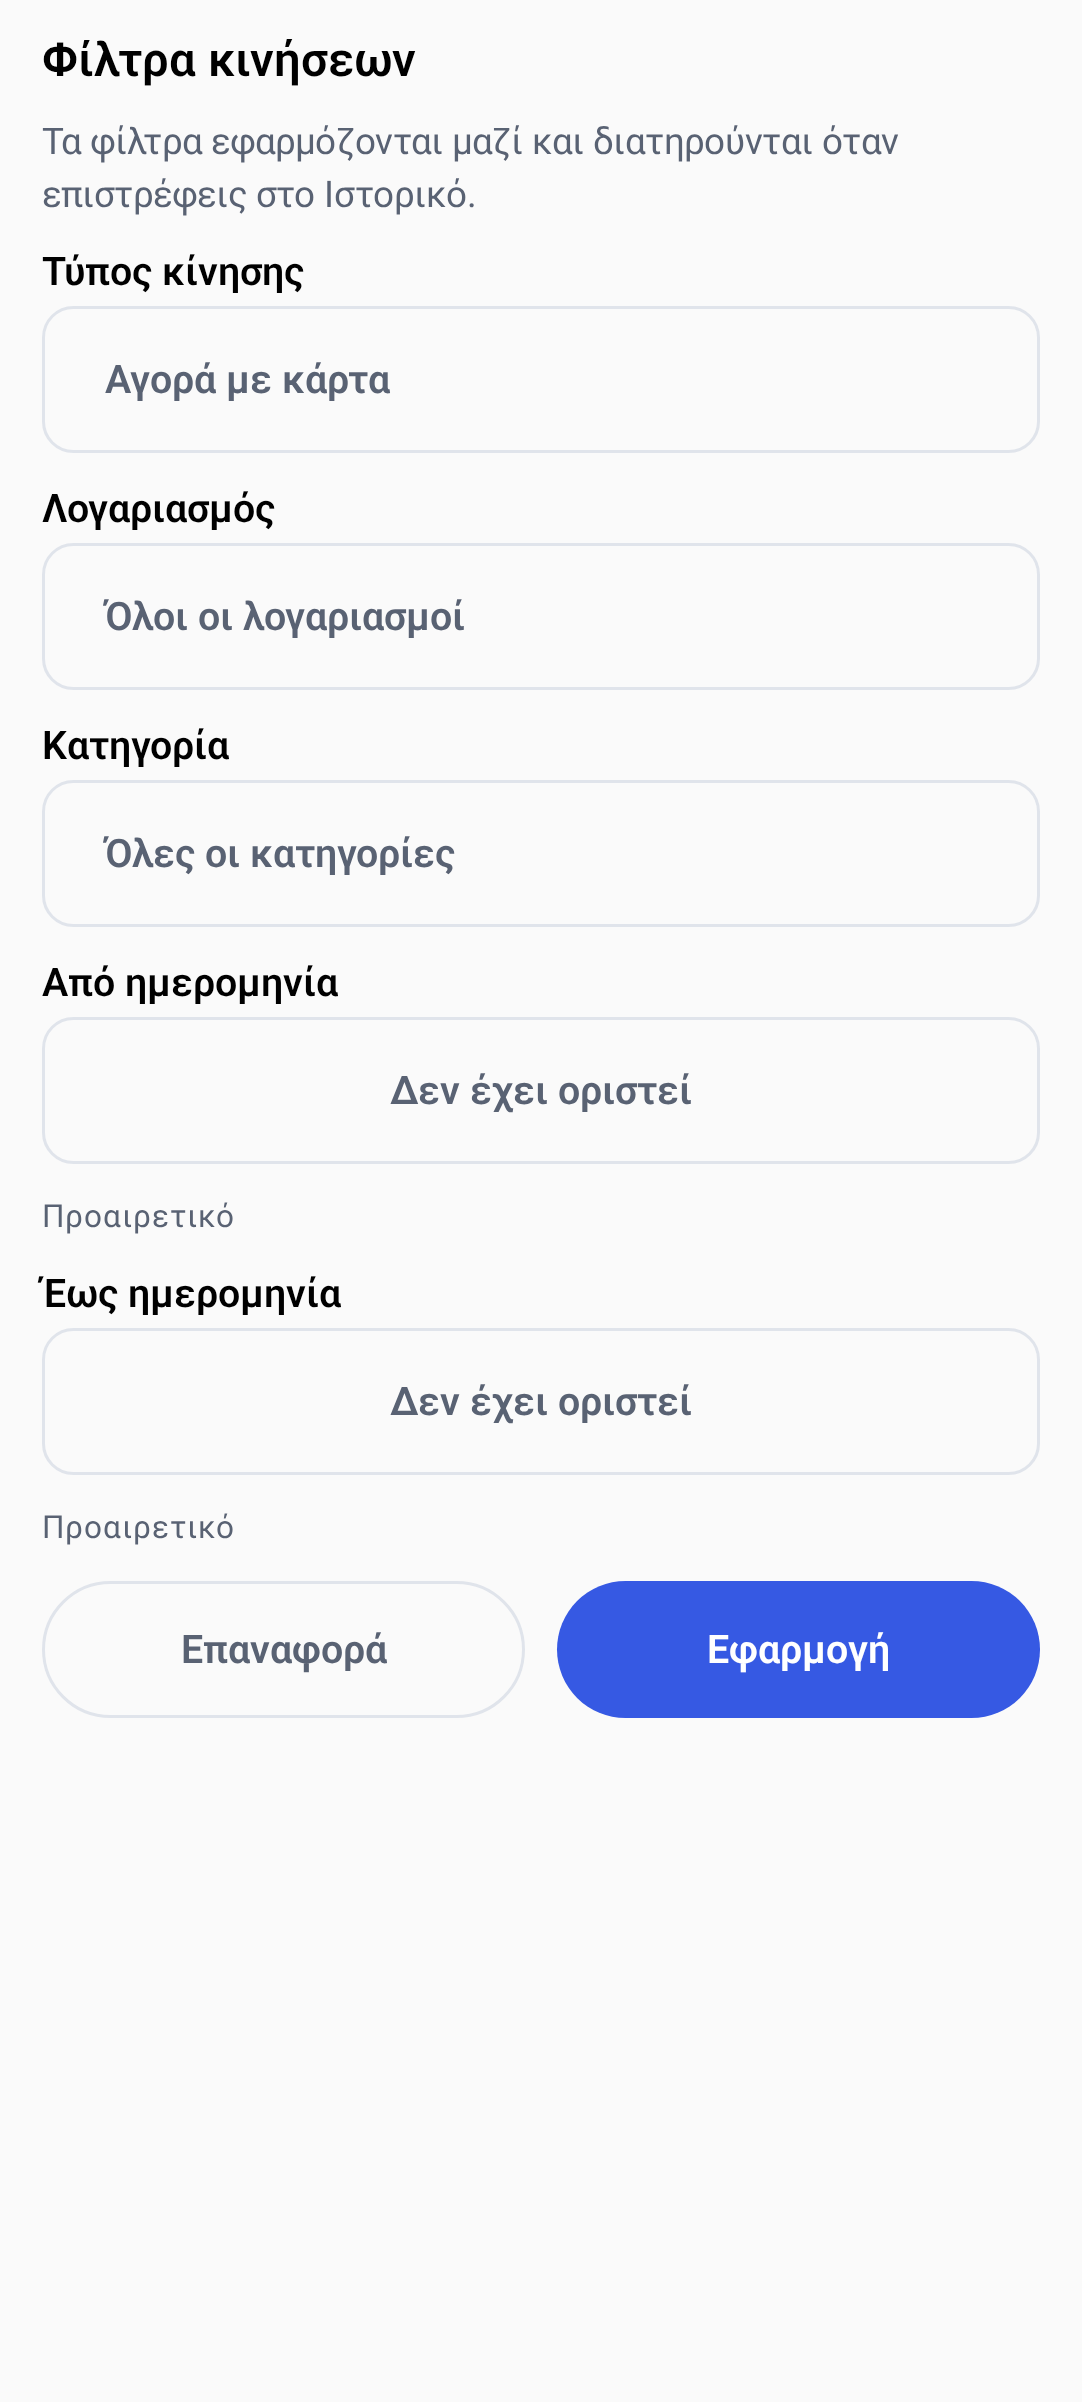 Φίλτρα κινήσεων
Τα φίλτρα εφαρμόζονται μαζί και διατηρούνται όταν
επιστρέφεις στο Ιστορικό.
Τύπος κίνησης
Αγορά με κάρτα
Λογαριασμός
Όλοι οι λογαριασμοί
Κατηγορία
Όλες οι κατηγορίες
Από ημερομηνία
Δεν έχει οριστεί
Προαιρετικό
Έως ημερομηνία
Δεν έχει οριστεί
Προαιρετικό
Επαναφορά
Εφαρμογή